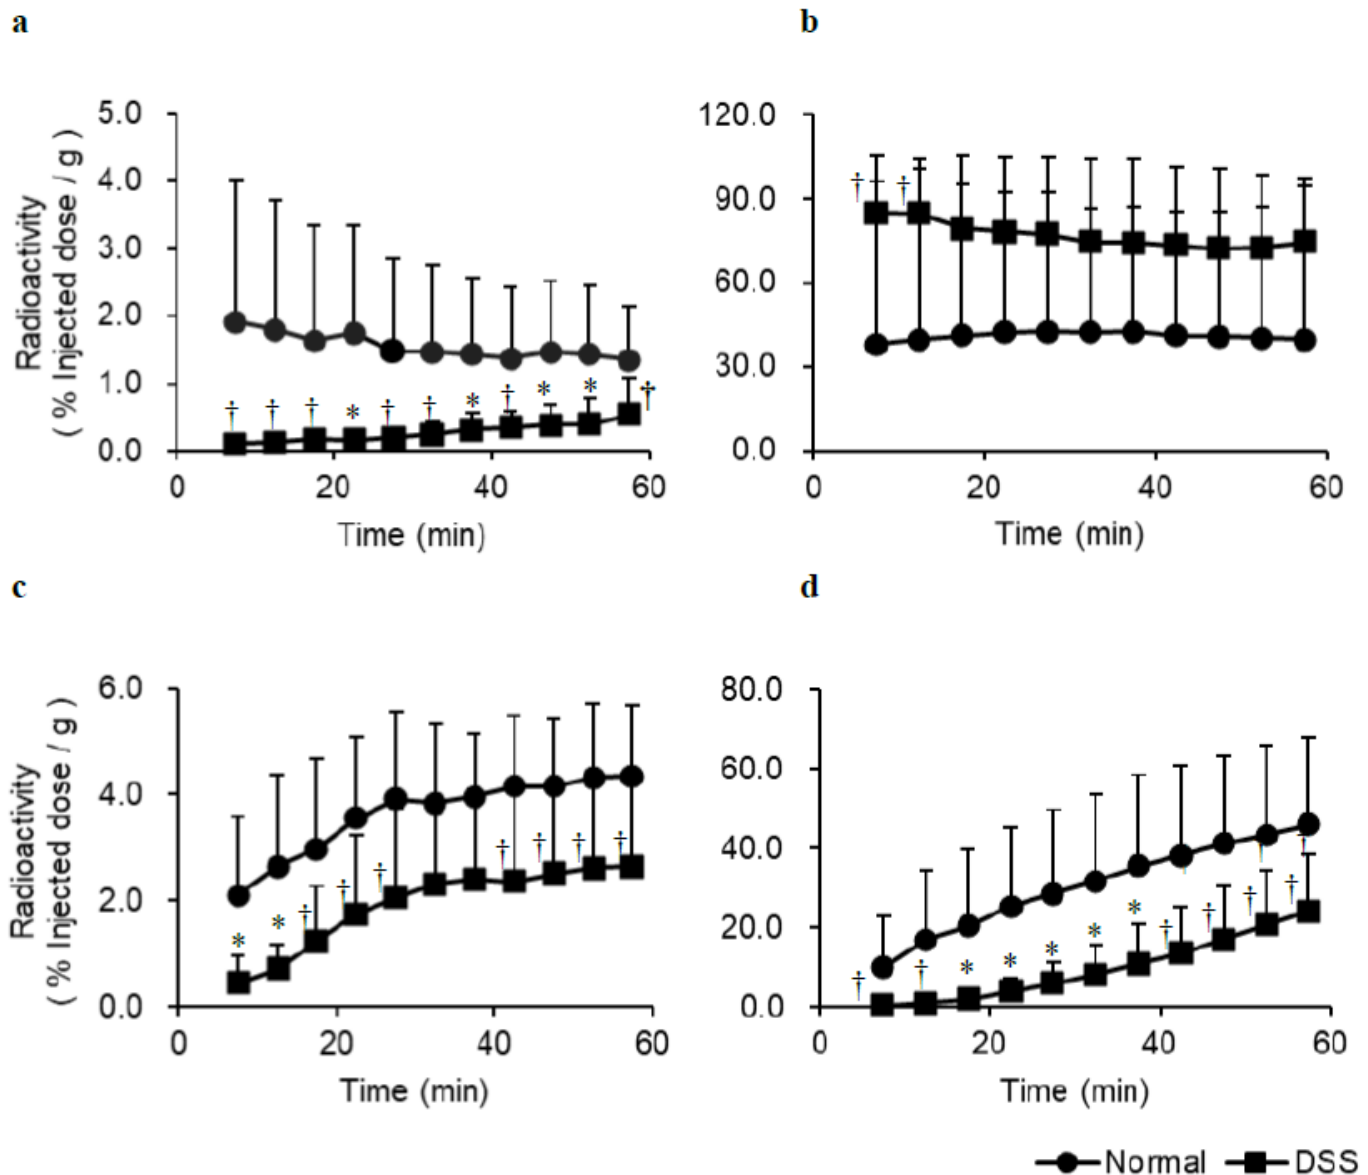 a
b
5.0
4.0
3.0
2.0
1.0
0.0
Radioactivity
( % Injected dose / g )
† † † * † † * † * * †
0 20 40 60
Time (min)
120.0
90.0
60.0
30.0
0.0
† †
0 20 40 60
Time (min)
c
d
6.0
4.0
2.0
0.0
Radioactivity
( % Injected dose / g )
* * † † † † † † †
0 20 40 60
Time (min)
80.0
60.0
40.0
20.0
0.0
† † * * * * * † † † †
0 20 40 60
Time (min)
Normal DSS